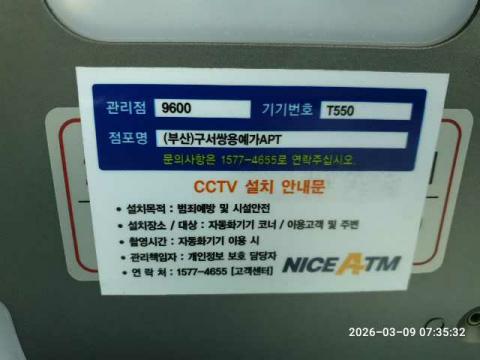 관리점 9600 기기번호 T550
점포명 (부산)구서쌍용예가APT
문의사항은 1577-4655로 연락주십시오.
CCTV 설치 안내문
• 설치목적 : 범죄예방 및 시설안전
• 설치장소 / 대상 : 자동화기기 코너 / 이용고객 및 주변
• 촬영시간 : 자동화기기 이용 시
• 관리책임자 : 개인정보 보호 담당자
• 연 락 처 : 1577-4655 [고객센터]
NICE ATM
2026-03-09 07:35:32